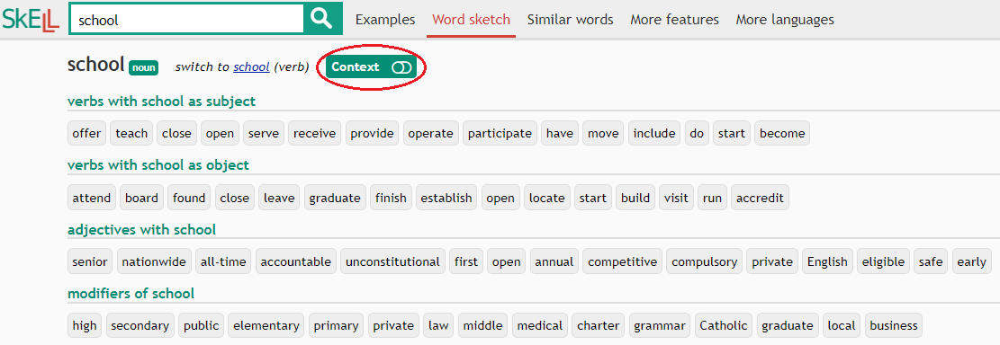 SkELL school Examples Word sketch Similar words More features More languages
school noun switch to school (verb) Context
verbs with school as subject
offer teach close open serve receive provide operate participate have move include do start become
verbs with school as object
attend board found close leave graduate finish establish open locate start build visit run accredit
adjectives with school
senior nationwide all-time accountable unconstitutional first open annual competitive compulsory private English eligible safe early
modifiers of school
high secondary public elementary primary private law middle medical charter grammar Catholic graduate local business